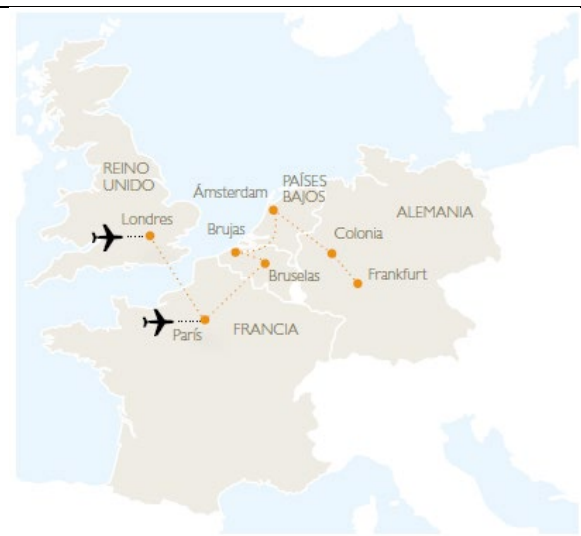 REINO
UNIDO
Londres
Ámsterdam
PAÍSES
BAJOS
Brujas
Bruselas
ALEMANIA
Colonia
Frankfurt
París
FRANCIA